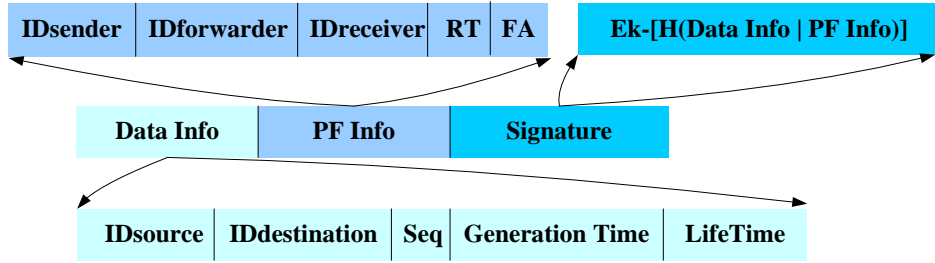 IDsender IDforwarder IDreceiver RT FA Ek-[H(Data Info | PF Info)]
Data Info PF Info Signature
IDsource IDdestination Seq Generation Time LifeTime